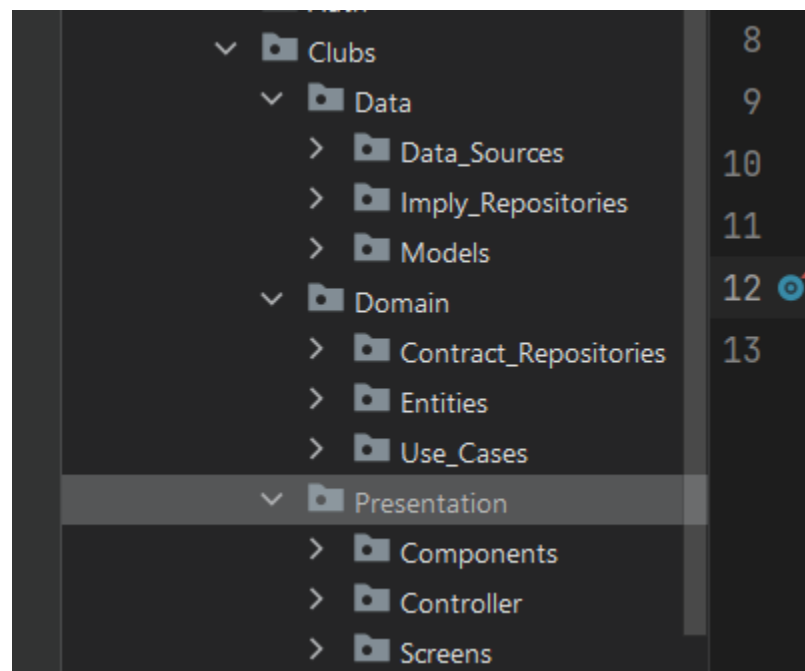 Clubs
8
Data
9
Data_Sources
10
Imply_Repositories
11
Models
12
Domain
Contract_Repositories
13
Entities
Use_Cases
Presentation
Components
Controller
Screens